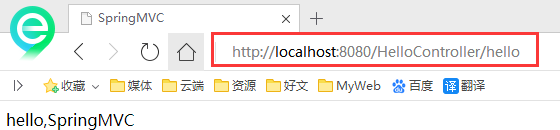 SpringMVC
http://localhost:8080/HelloController/hello
收藏 媒体 云端 资源 好文 MyWeb 百度 译 翻译
hello,SpringMVC